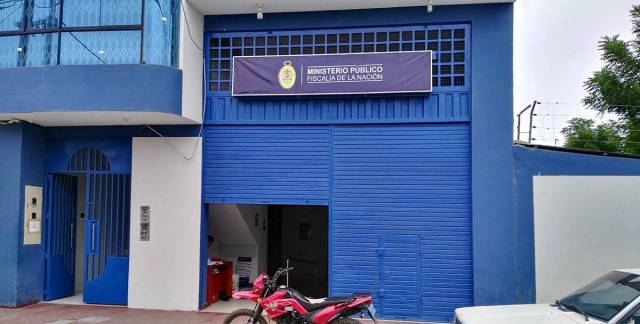 MINISTERIO PÚBLICO
FISCALÍA DE LA NACIÓN